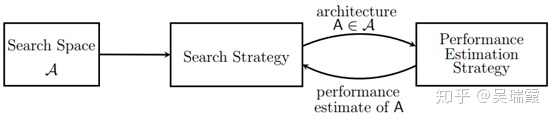 Search Space
𝒜
Search Strategy
architecture
A ∈ 𝒜
performance
estimate of A
Performance
Estimation
Strategy
知乎 @吴瑞霞